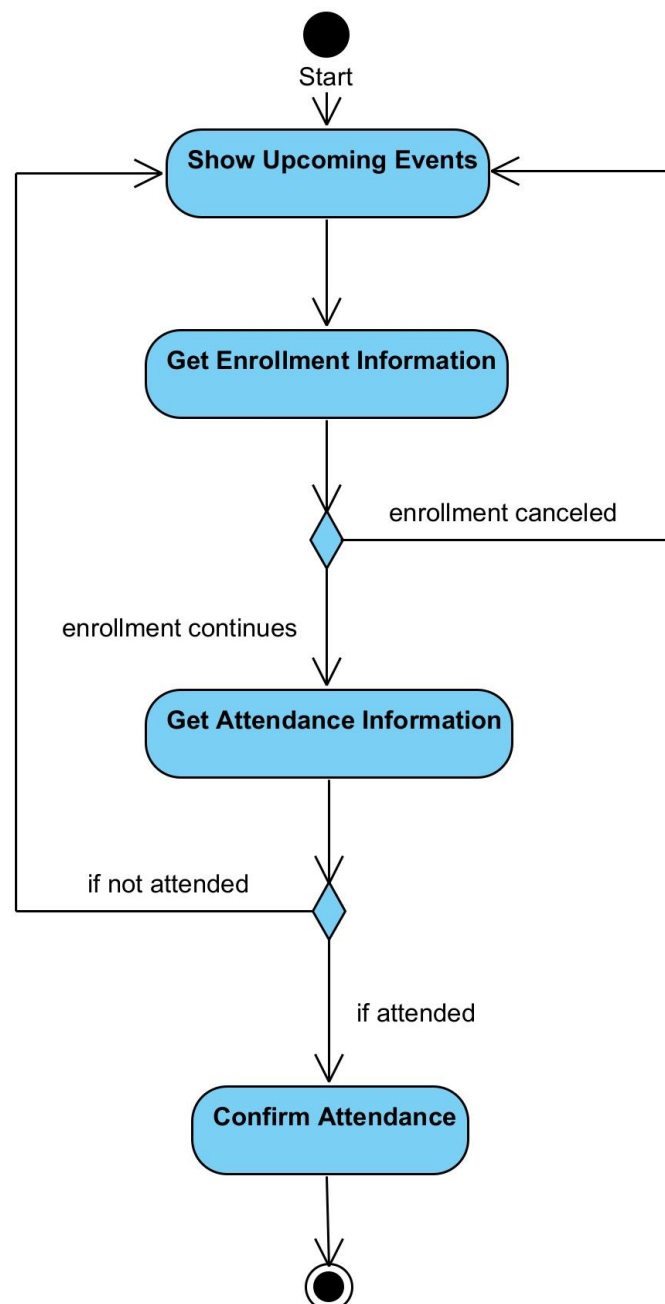 Start
Show Upcoming Events
Get Enrollment Information
enrollment canceled
enrollment continues
Get Attendance Information
if not attended
if attended
Confirm Attendance